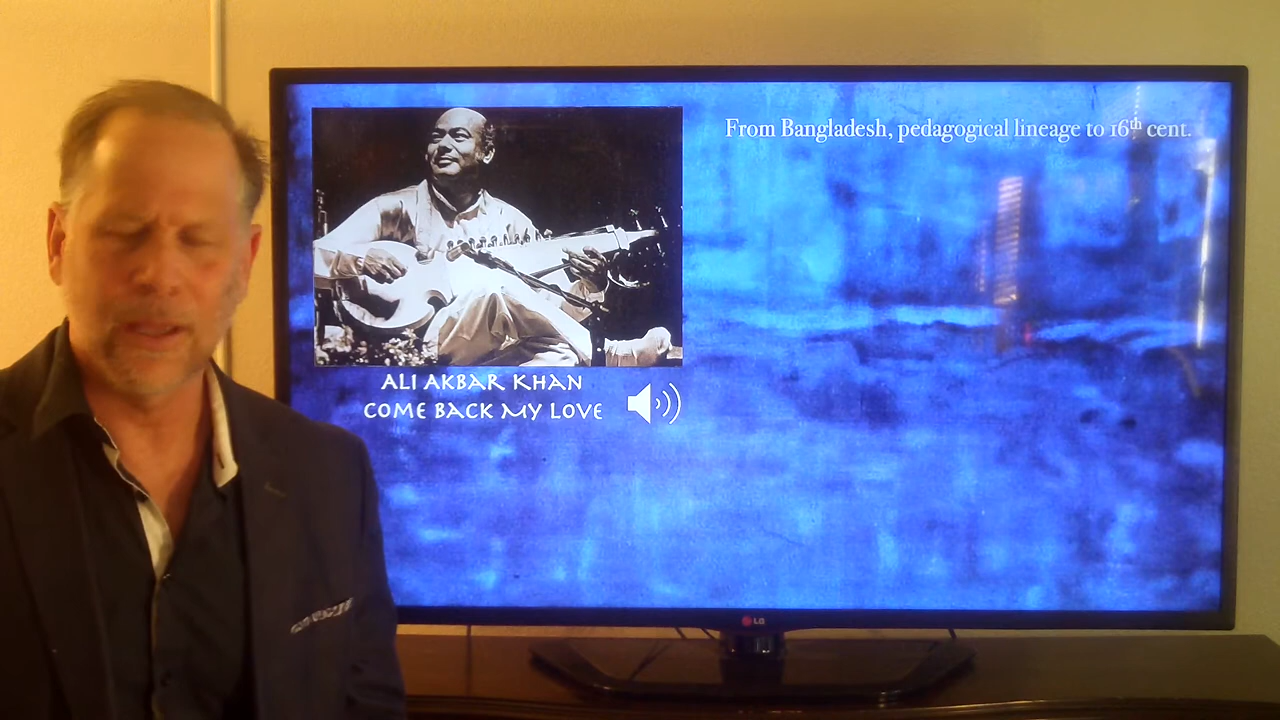 From Bangladesh, pedagogical lineage to 16th cent.
ALI AKBAR KHAN
COME BACK MY LOVE
LG